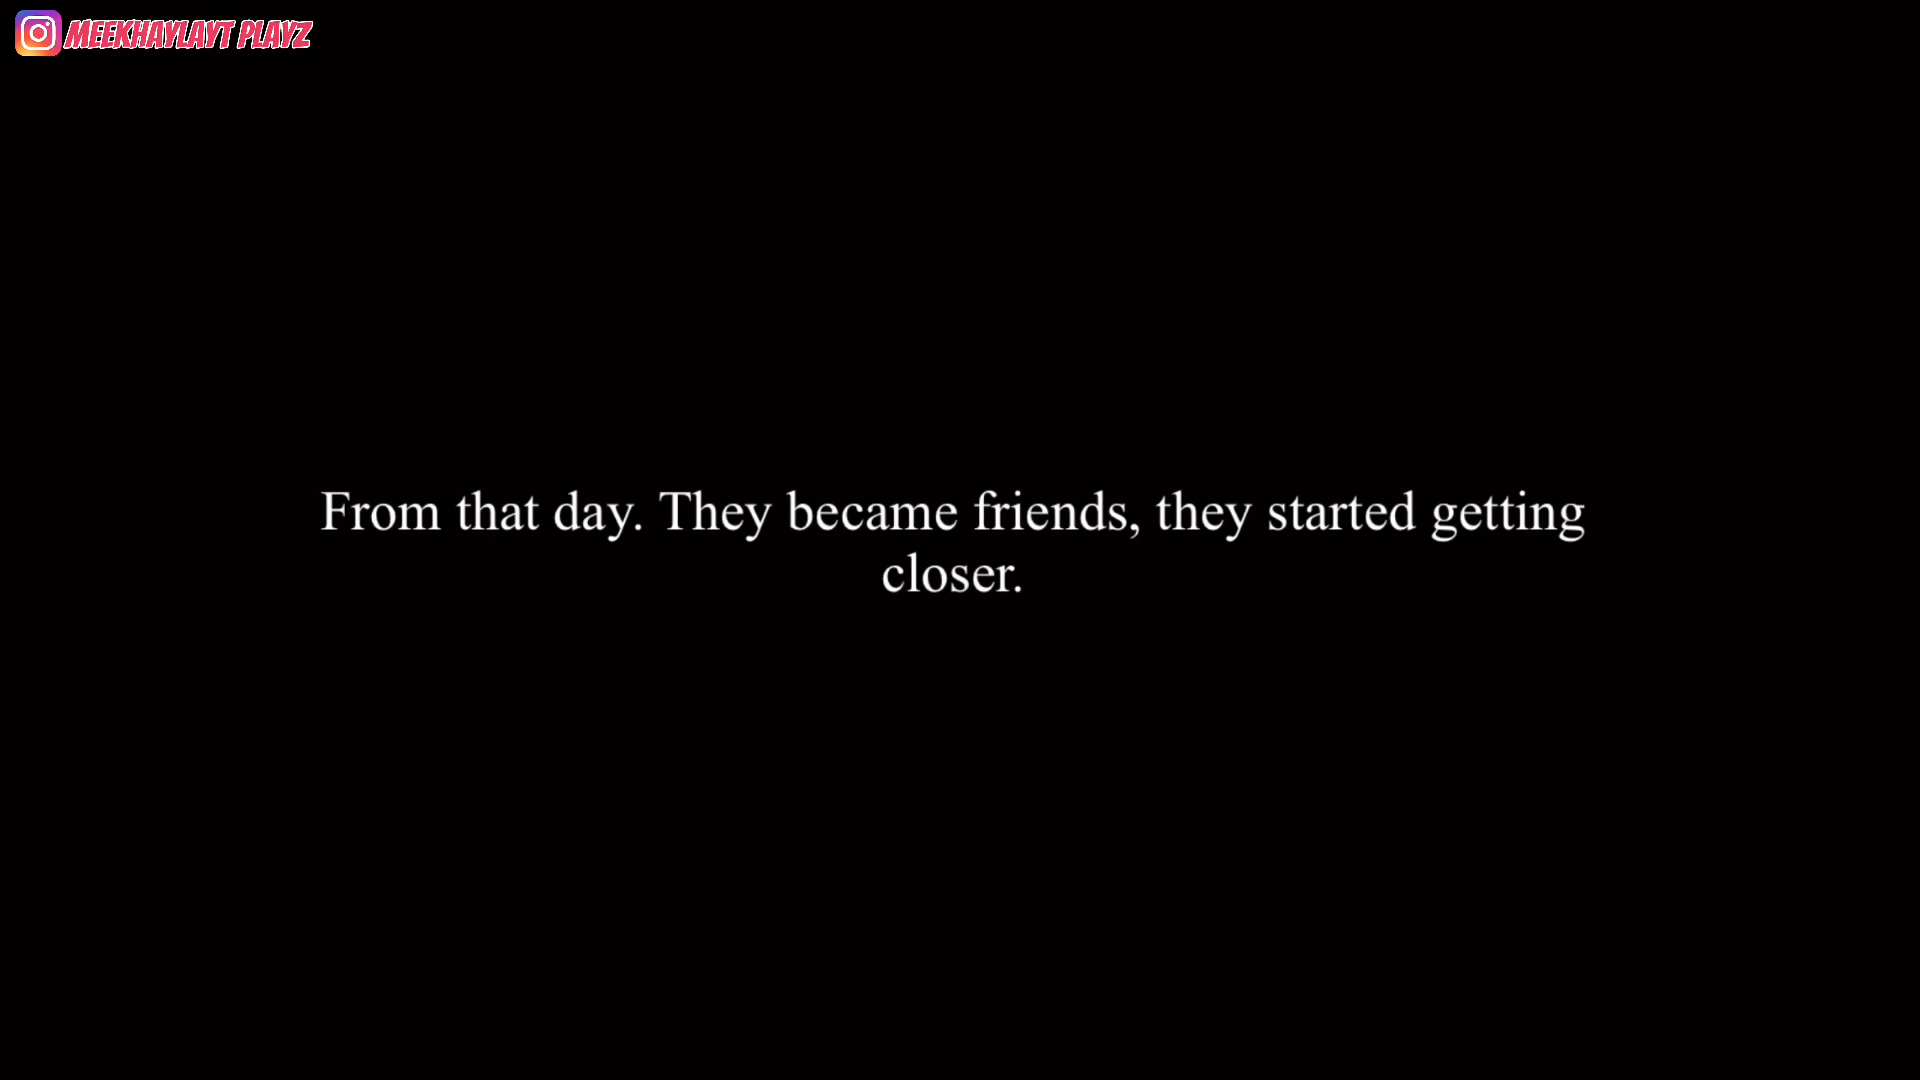 MEEKHAYLAYT PLAYZ
From that day. They became friends, they started getting
closer.